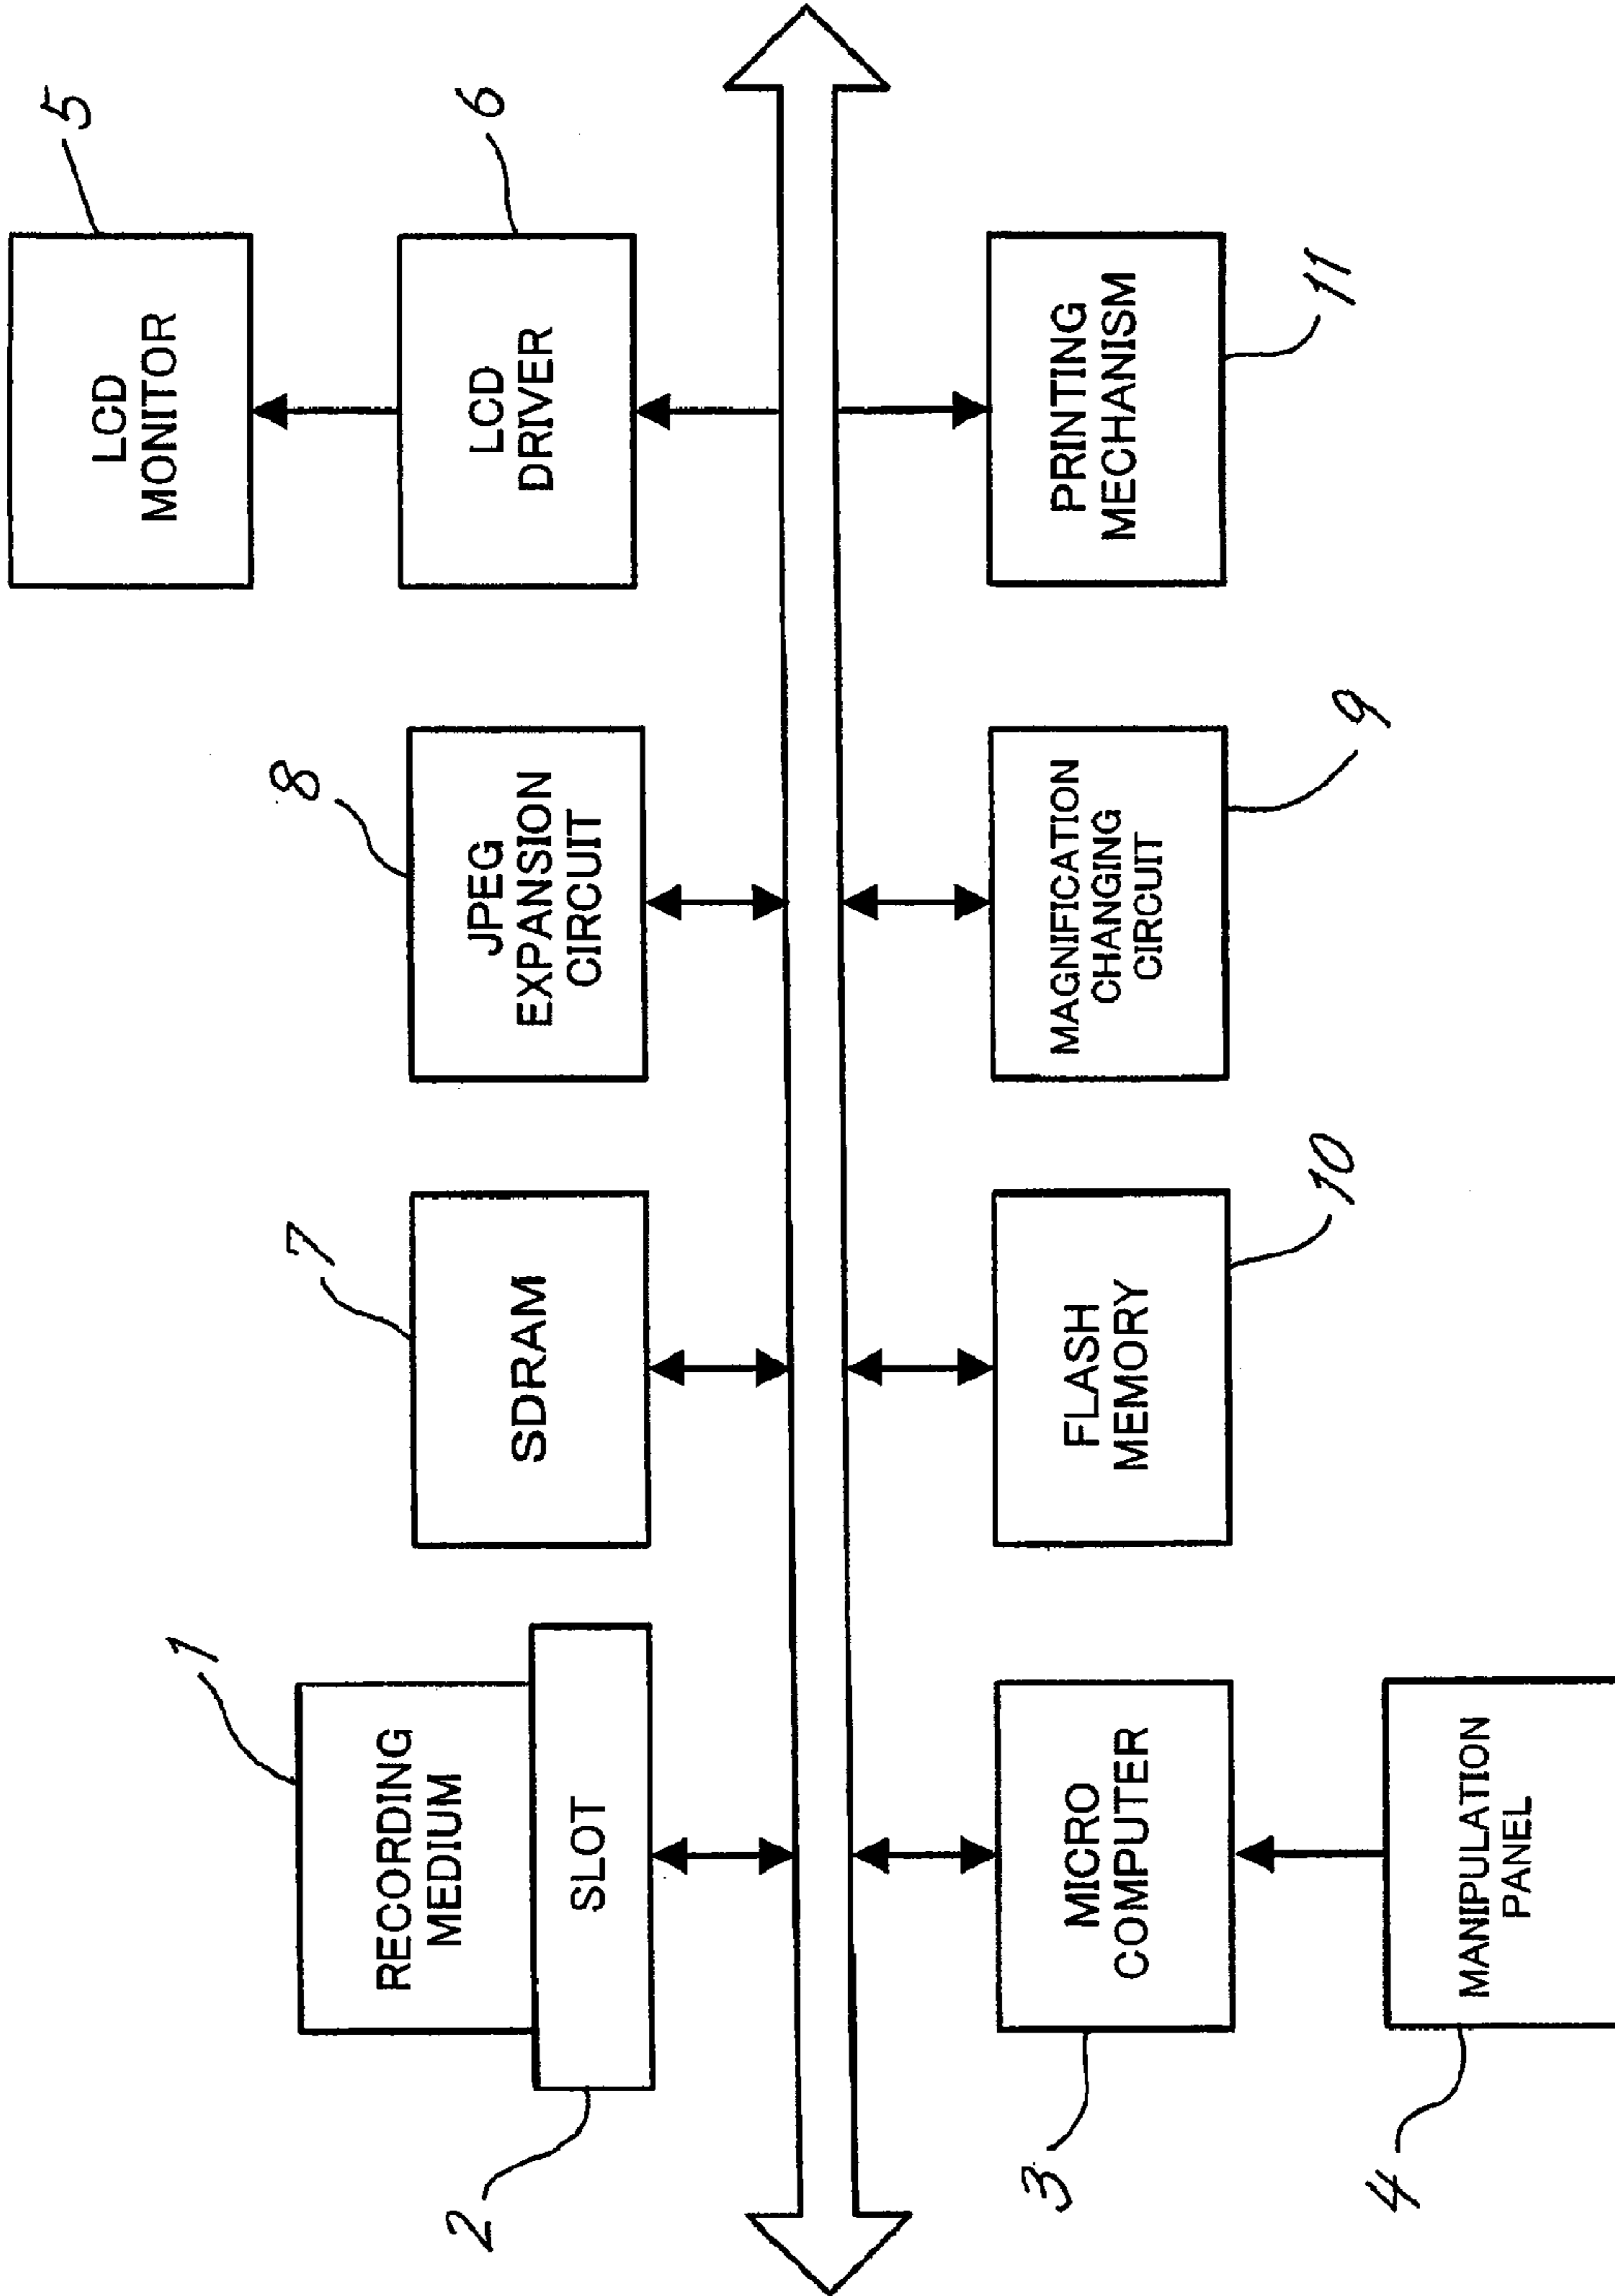 5
LCD
MONITOR
6
LCD
DRIVER
8
JPEG
EXPANSION
CIRCUIT
7
SDRAM
1
RECORDING
MEDIUM
2
SLOT
3
MICRO
COMPUTER
4
MANIPULATION
PANEL
10
FLASH
MEMORY
9
MAGNIFICATION
CHANGING
CIRCUIT
11
PRINTING
MECHANISM